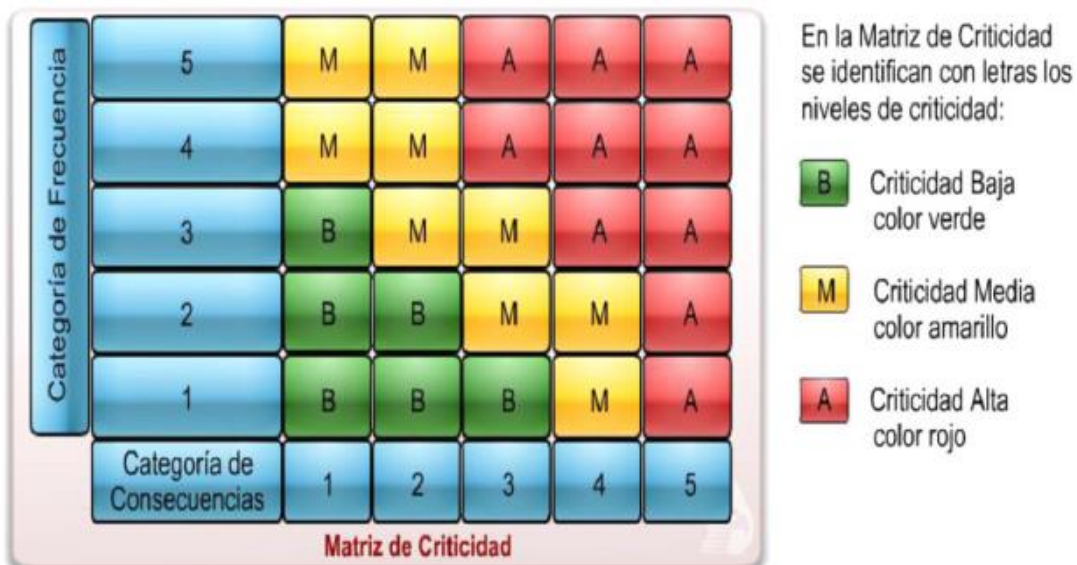 Categoría de Frecuencia
5 M M A A A
4 M M A A A
3 B M M A A
2 B B M M A
1 B B B M A
Categoría de
Consecuencias
1 2 3 4 5
Matriz de Criticidad
En la Matriz de Criticidad
se identifican con letras los
niveles de criticidad:
B Criticidad Baja
color verde
M Criticidad Media
color amarillo
A Criticidad Alta
color rojo